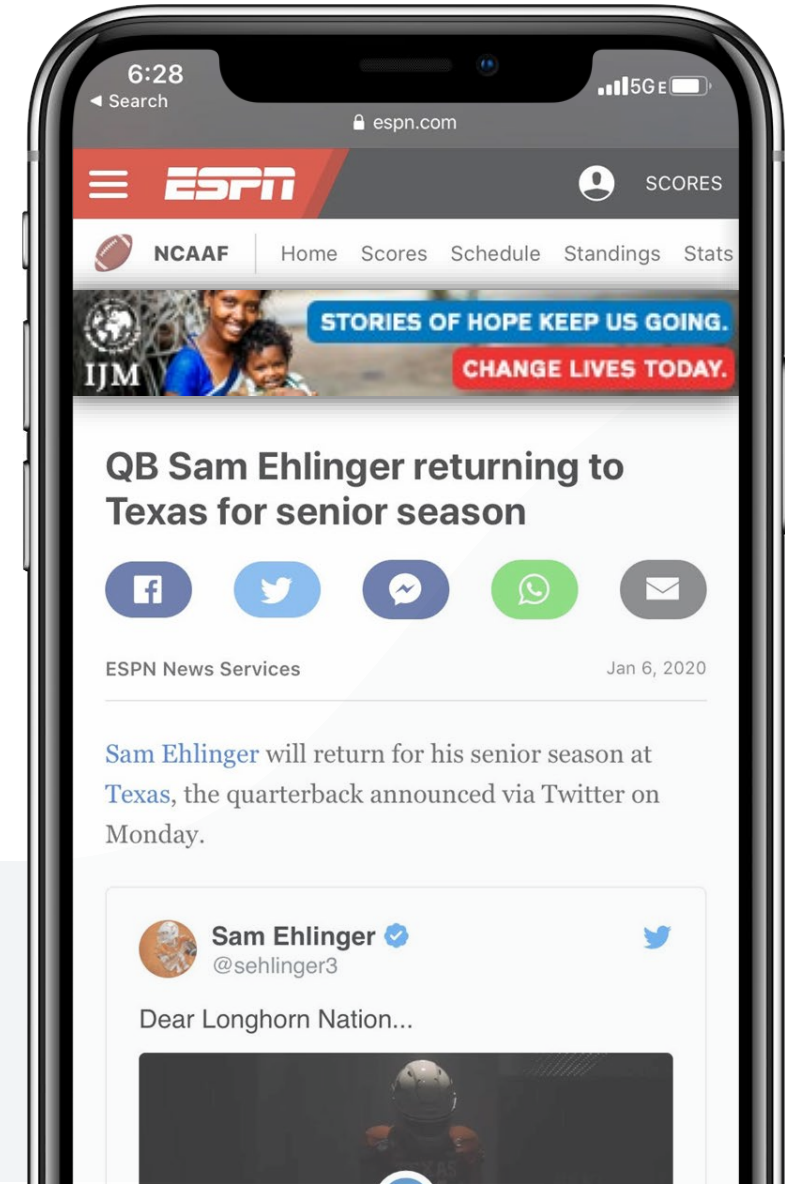 6:28
◄ Search
5GE
espn.com
ESPN
SCORES
NCAAF
Home
Scores
Schedule
Standings
Stats
IJM
STORIES OF HOPE KEEP US GOING.
CHANGE LIVES TODAY.
QB Sam Ehlinger returning to
Texas for senior season
ESPN News Services
Jan 6, 2020
Sam Ehlinger will return for his senior season at
Texas, the quarterback announced via Twitter on
Monday.
Sam Ehlinger
@sehlinger3
Dear Longhorn Nation...
TEXAS